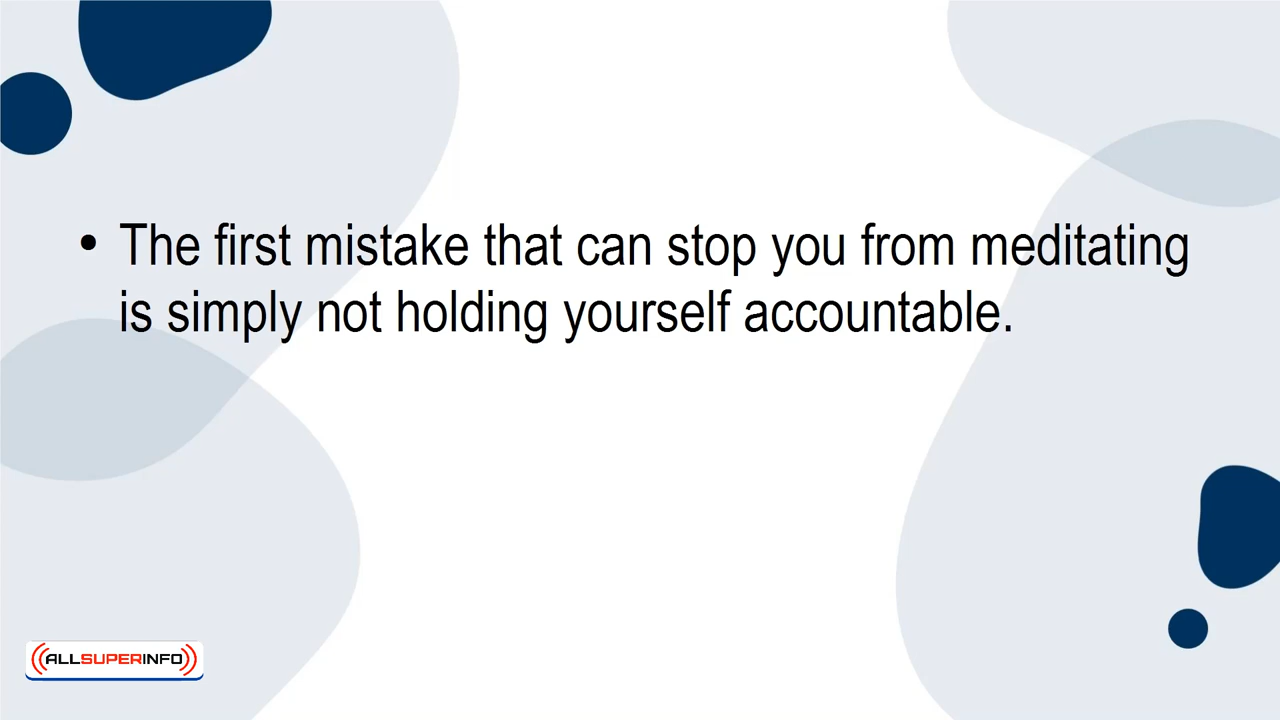 • The first mistake that can stop you from meditating
is simply not holding yourself accountable.
ALLSUPERINFO